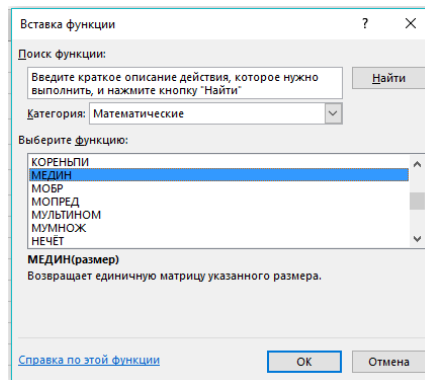 Вставка функции ? ×
Поиск функции:
Введите краткое описание действия, которое нужно
выполнить, и нажмите кнопку "Найти"
Найти
Категория: Математические
Выберите функцию:
КОРЕНЬПИ
МЕДИН
МОБР
МОПРЕД
МУЛЬТИНОМ
МУМНОЖ
НЕЧЁТ
МЕДИН(размер)
Возвращает единичную матрицу указанного размера.
Справка по этой функции
ОК
Отмена